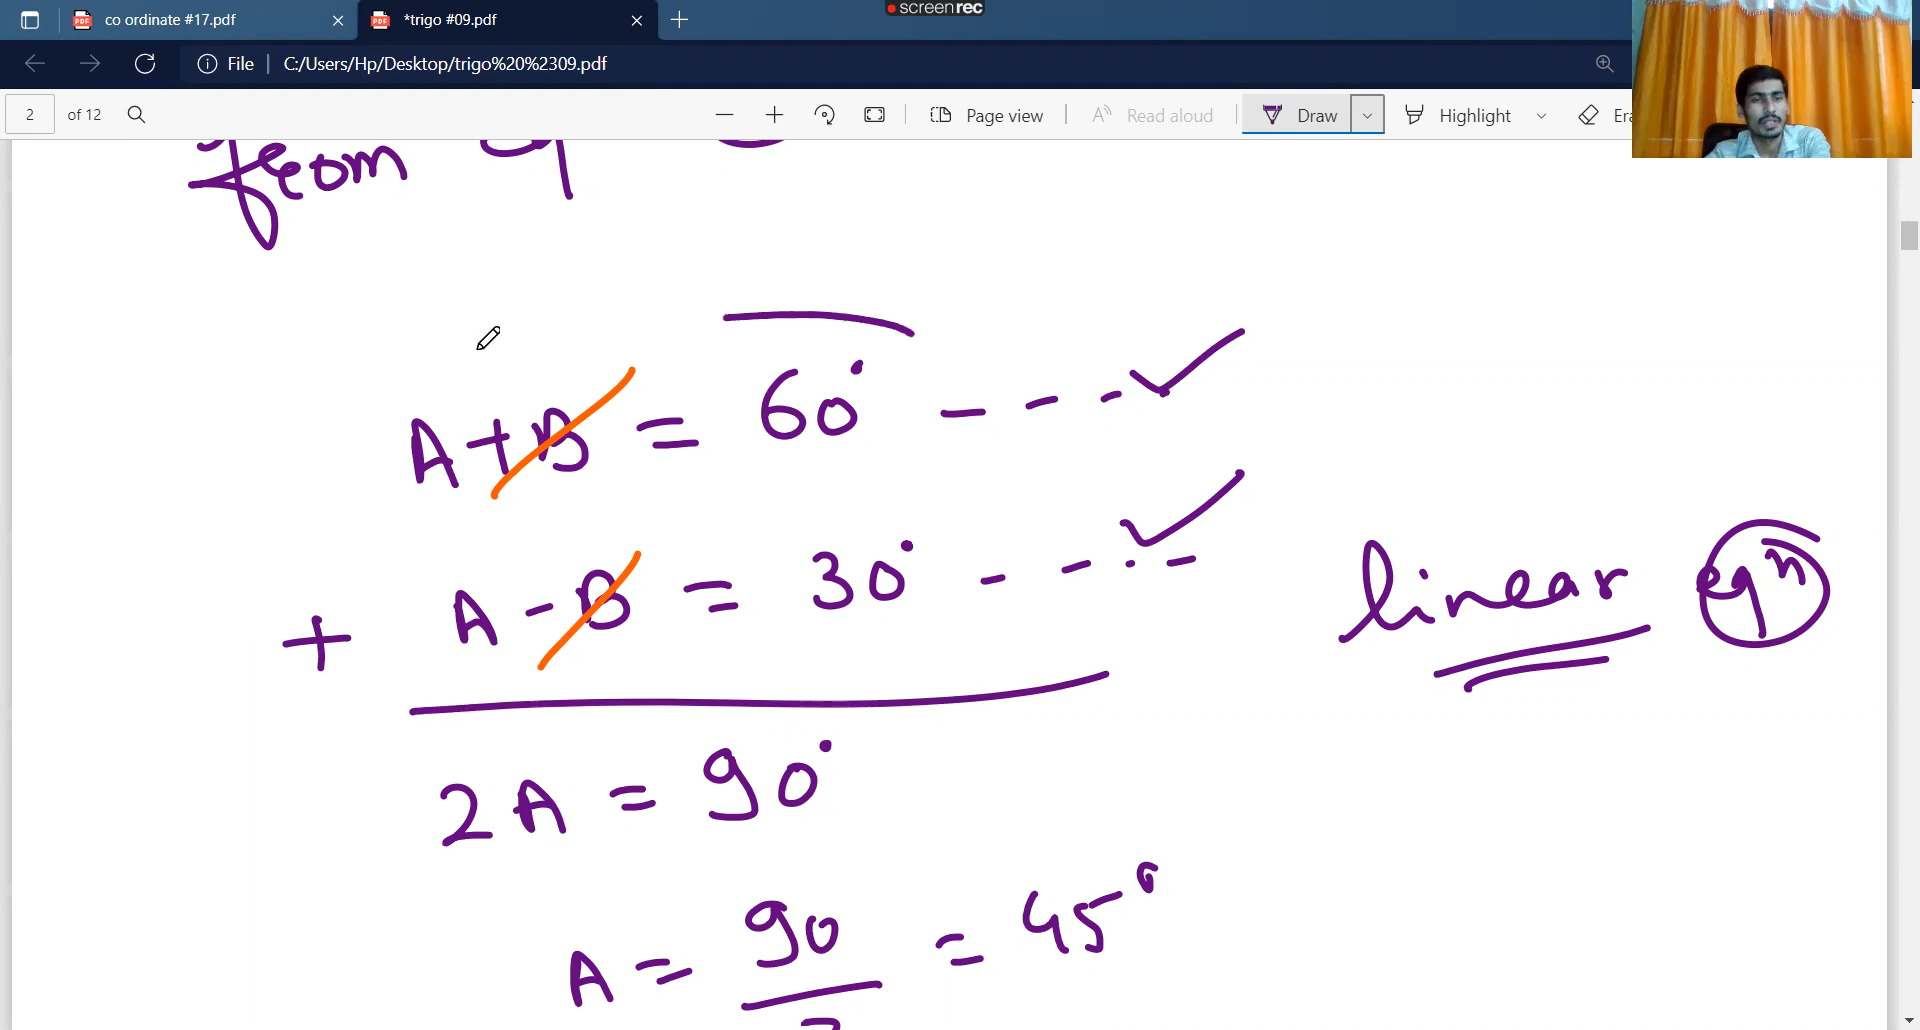 co ordinate #17.pdf
*trigo #09.pdf
screenrec
File
C:/Users/Hp/Desktop/trigo%20%2309.pdf
2 of 12
Page view
Read aloud
Draw
Highlight
from
A+B = 60° ----
A-B = 30° ----
+
linear eqⁿ
2A = 90°
A = 90/2 = 45°